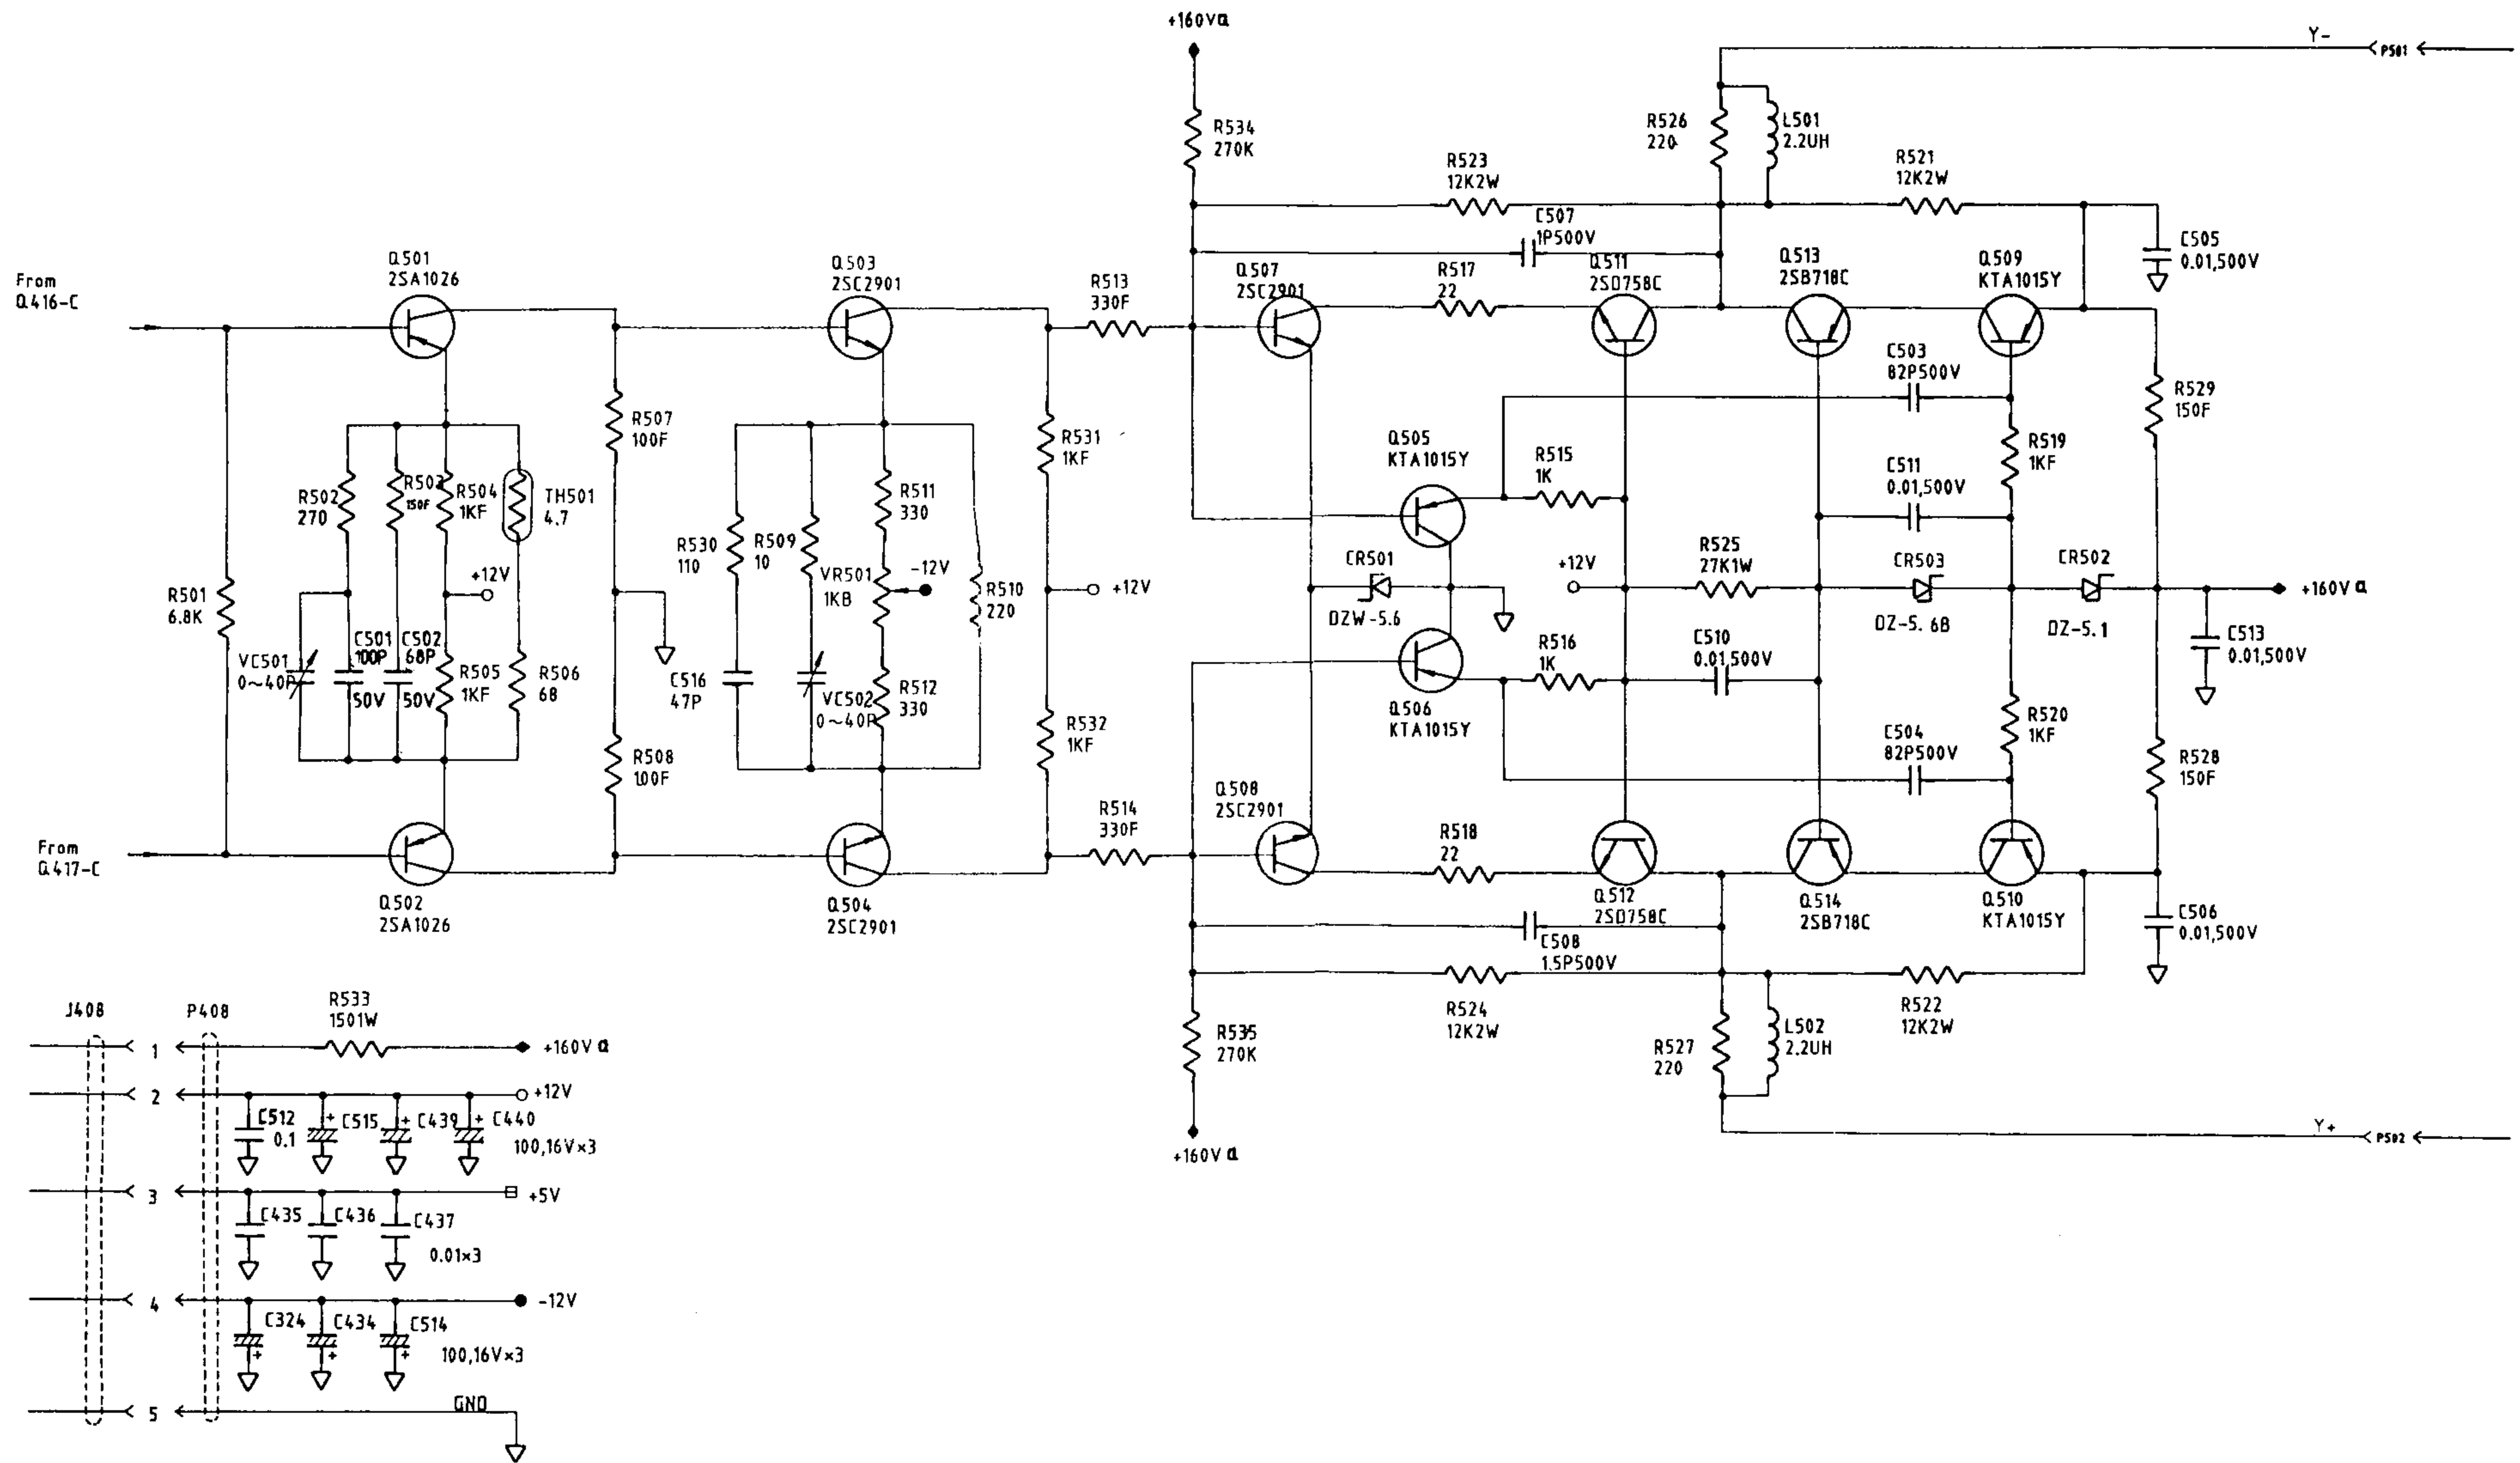 +160Va
Y-
P501
R534
270K
R526
220
L501
2.2UH
R523
12K2W
R521
12K2W
C507
1P500V
C505
0.01,500V
From
Q416-C
Q501
2SA1026
Q503
2SC2901
R513
330F
Q507
2SC2901
R517
22
Q511
2SD758C
Q513
2SB718C
Q509
KTA1015Y
C503
82P500V
R529
150F
R507
100F
R531
1KF
Q505
KTA1015Y
R515
1K
R519
1KF
C511
0.01,500V
R502
270
R503
150F
R504
1KF
TH501
4.7
R511
330
R530
110
R509
10
VR501
1KB
-12V
R510
220
+12V
+12V
CR501
DZW-5.6
+12V
R525
27K1W
CR503
DZ-5.6B
CR502
DZ-5.1
+160Va
C513
0.01,500V
R501
6.8K
VC501
0~40P
C501
100P
50V
C502
68P
50V
R505
1KF
R506
68
C516
47P
VC502
0~40P
R512
330
R516
1K
C510
0.01,500V
Q506
KTA1015Y
R532
1KF
R520
1KF
C504
82P500V
R528
150F
R508
100F
Q508
2SC2901
R514
330F
R518
22
From
Q417-C
Q502
2SA1026
Q504
2SC2901
Q512
2SD758C
Q514
2SB718C
Q510
KTA1015Y
C506
0.01,500V
C508
1.5P500V
R524
12K2W
R522
12K2W
R535
270K
R527
220
L502
2.2UH
Y+
P502
+160Va
J408
P408
R533
1501W
1
+160Va
2
+12V
C512
0.1
C515
+
C439
+
C440
+
100,16V×3
3
+5V
C435
C436
C437
0.01×3
4
-12V
C324
+
C434
+
C514
+
100,16V×3
5
GND